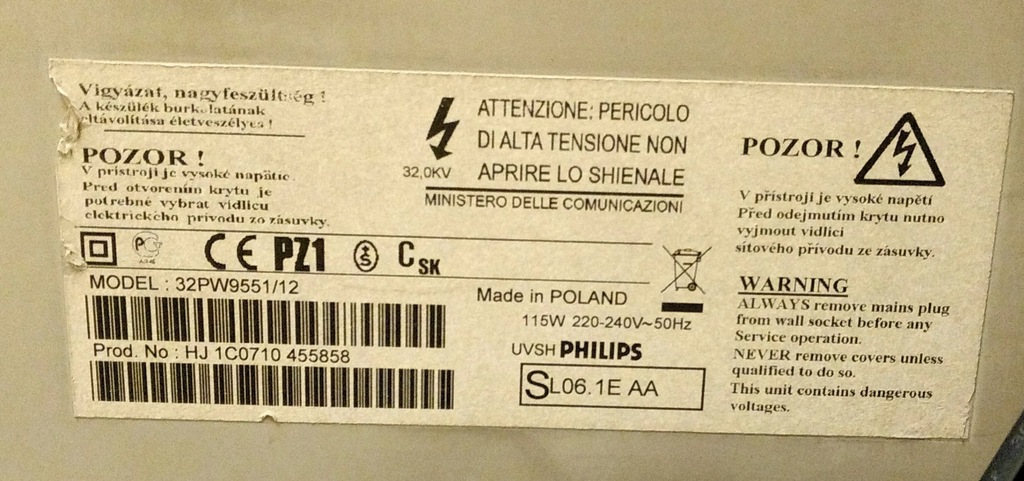 Vigyázat, nagyfeszültség !
A készülék burkolatának
eltávolítása életveszélyes !
POZOR !
V prístroji je vysoké napätie.
Pred otvorením krytu je
potrebné vybrat vidlicu
elektrického prívodu zo zásuvky.
32,0KV
ATTENZIONE: PERICOLO
DI ALTA TENSIONE NON
APRIRE LO SHIENALE
MINISTERO DELLE COMUNICAZIONI
POZOR !
V přístroji je vysoké napětí
Před odejmutím krytu nutno
vyjmout vidlici
síťového přívodu ze zásuvky.
CE PZ1 S CSK
MODEL : 32PW9551/12
Prod. No : HJ 1C0710 455858
Made in POLAND
115W 220-240V~50Hz
UVSH PHILIPS
SL06.1E AA
WARNING
ALWAYS remove mains plug
from wall socket before any
Service operation.
NEVER remove covers unless
qualified to do so.
This unit contains dangerous
voltages.